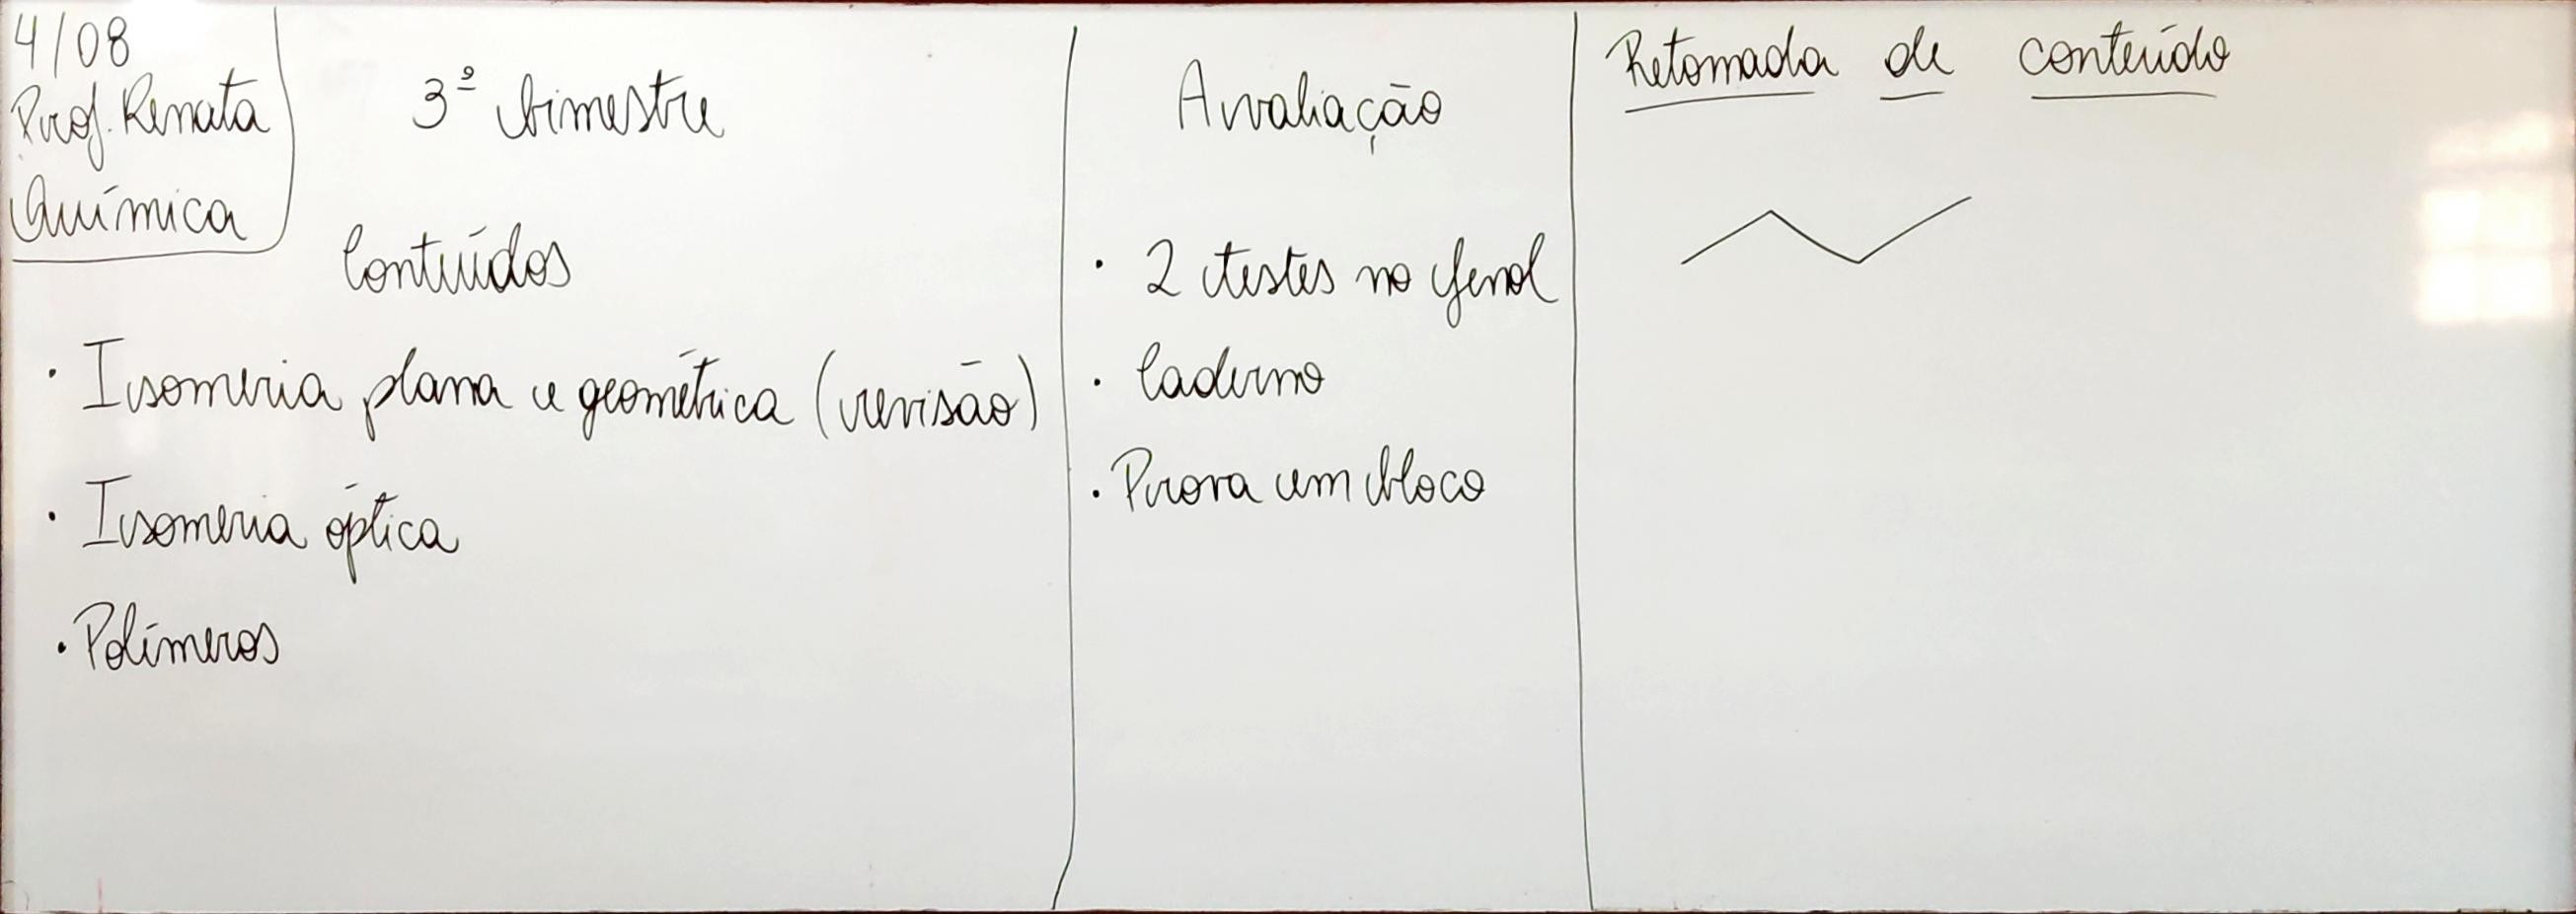 4/08
Prof. Renata
Química
3º bimestre
Conteúdos
· Isomeria plana e geométrica (revisão)
· Isomeria óptica
· Polímeros
Avaliação
· 2 testes no fenol
· Caderno
· Prova em bloco
Retomada de conteúdo